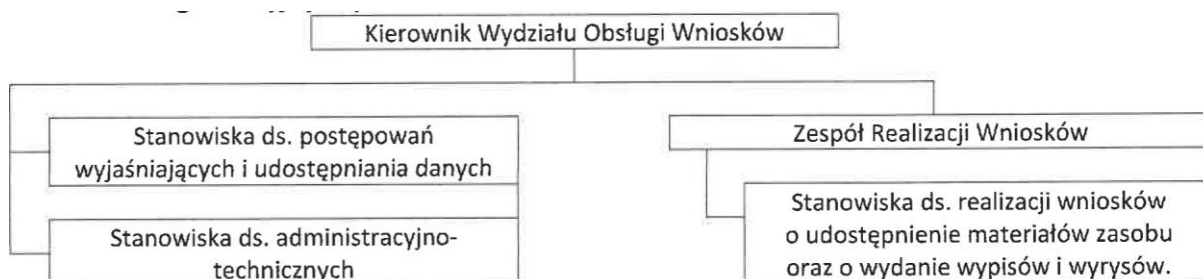 Kierownik Wydziału Obsługi Wniosków
Stanowiska ds. postępowań
wyjaśniających i udostępniania danych
Stanowiska ds. administracyjno-
technicznych
Zespół Realizacji Wniosków
Stanowiska ds. realizacji wniosków
o udostępnienie materiałów zasobu
oraz o wydanie wypisów i wyrysów.